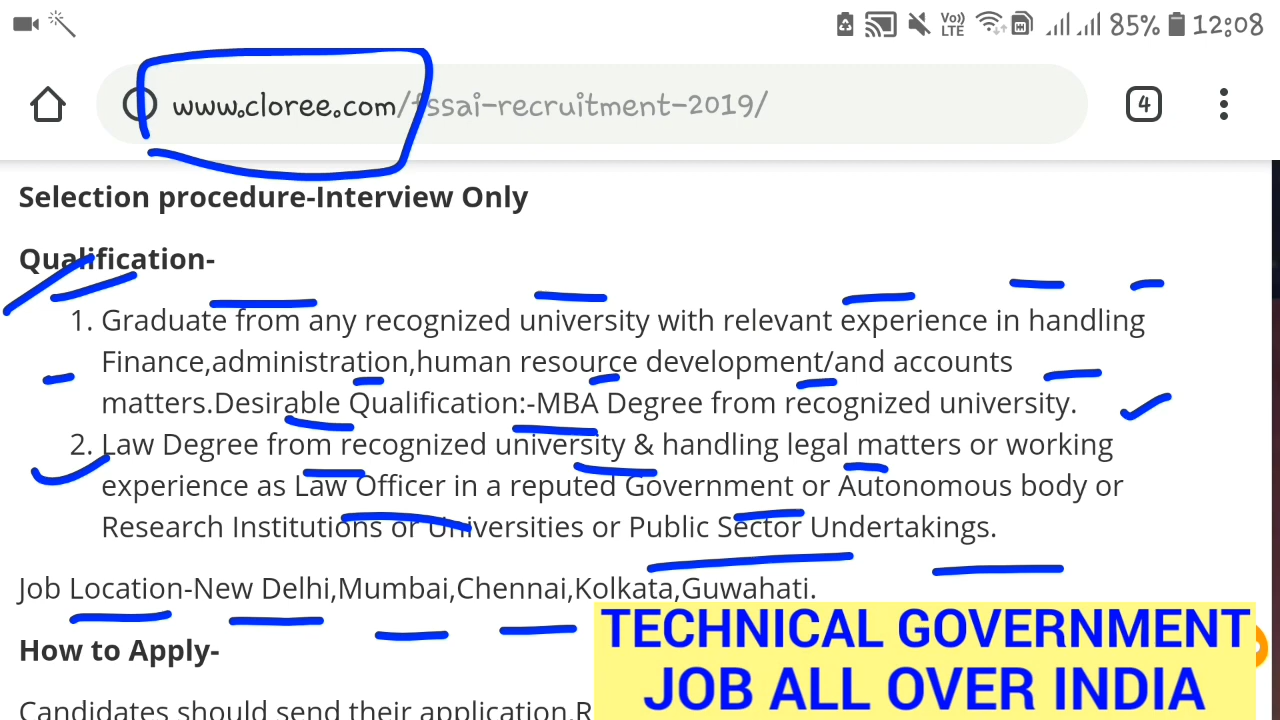 Vo)) LTE 85% 12:08
www.cloree.com/fssai-recruitment-2019/ 4
Selection procedure-Interview Only
Qualification-
1. Graduate from any recognized university with relevant experience in handling
Finance,administration,human resource development/and accounts
matters.Desirable Qualification:-MBA Degree from recognized university.
2. Law Degree from recognized university & handling legal matters or working
experience as Law Officer in a reputed Government or Autonomous body or
Research Institutions or Universities or Public Sector Undertakings.
Job Location-New Delhi,Mumbai,Chennai,Kolkata,Guwahati.
How to Apply-
Candidates should send their application,R
TECHNICAL GOVERNMENT
JOB ALL OVER INDIA